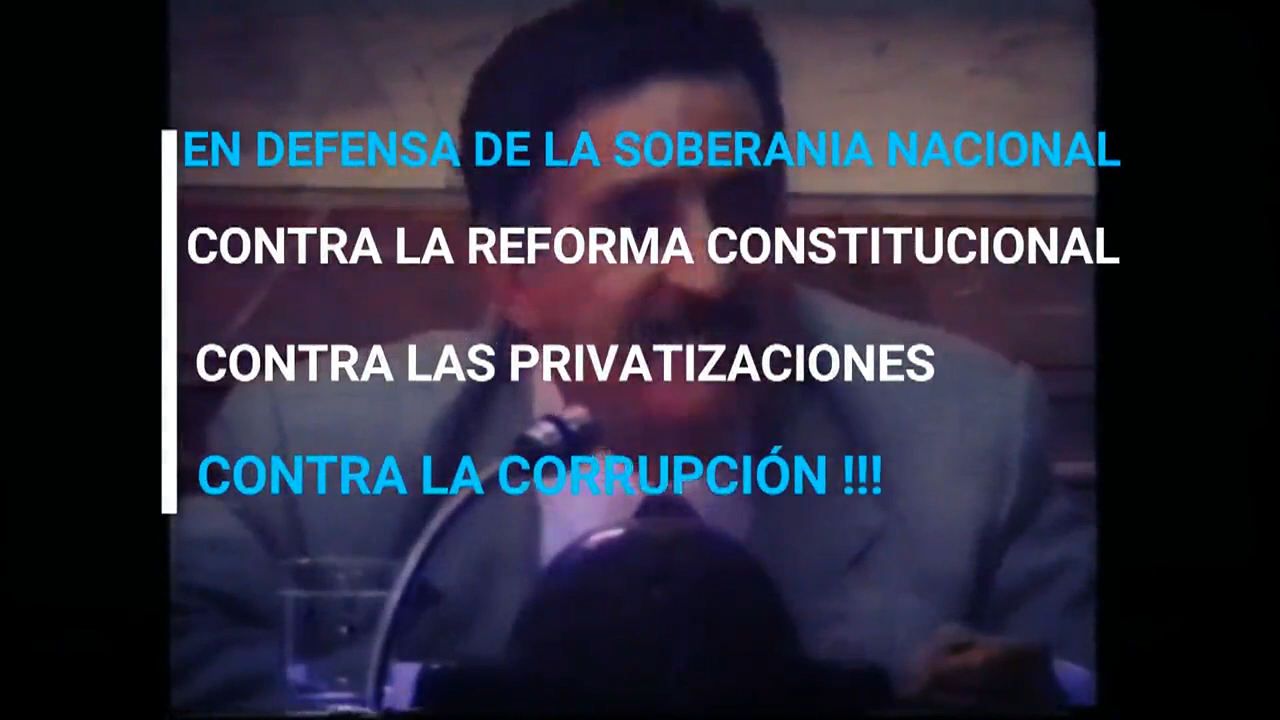 EN DEFENSA DE LA SOBERANIA NACIONAL
CONTRA LA REFORMA CONSTITUCIONAL
CONTRA LAS PRIVATIZACIONES
CONTRA LA CORRUPCIÓN !!!